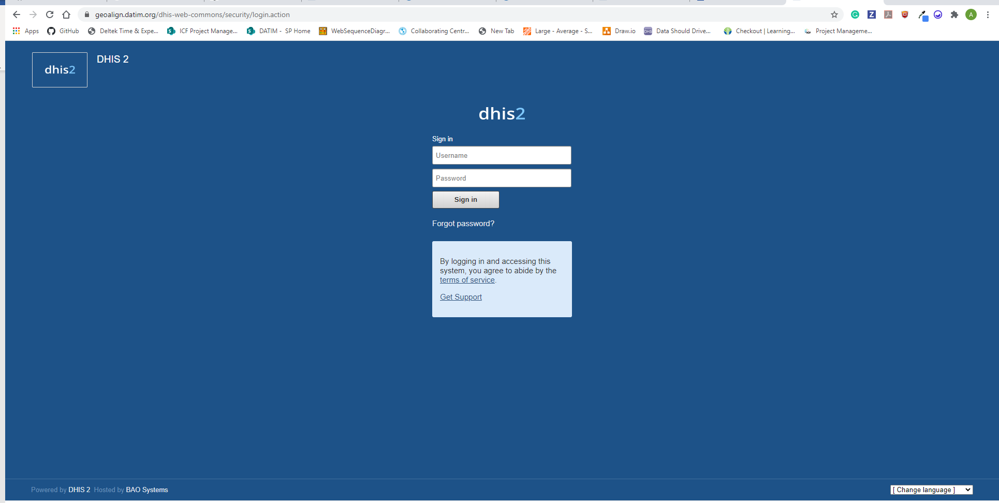 geoalign.datim.org/dhis-web-commons/security/login.action
Apps GitHub Deltek Time & Expe... ICF Project Manage... DATIM - SP Home WebSequenceDiagr... Collaborating Centr... New Tab Large - Average - S... Draw.io Data Should Drive... Checkout | Learning... Project Manageme...
dhis2
DHIS 2
dhis2
Sign in
Username
Password
Sign in
Forgot password?
By logging in and accessing this
system, you agree to abide by the
terms of service.
Get Support
Powered by DHIS 2 Hosted by BAO Systems
[ Change language ]